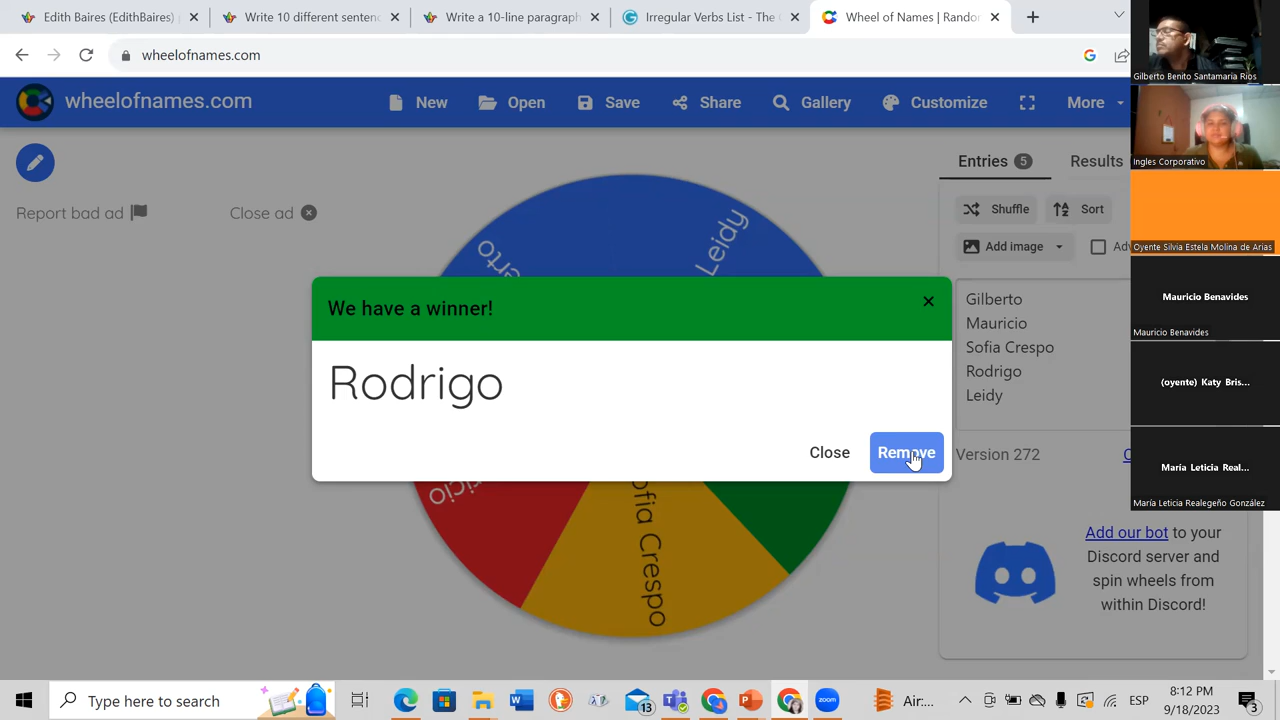 Edith Baires (EdithBaires)
Write 10 different senten
Write a 10-line paragraph
Irregular Verbs List - The
Wheel of Names | Rando
wheelofnames.com
wheelofnames.com
New
Open
Save
Share
Gallery
Customize
More
Report bad ad
Close ad
Entries 5
Results
Shuffle
Sort
Add image
Gilberto
Mauricio
Sofia Crespo
Rodrigo
Leidy
Leidy
Sofia Crespo
We have a winner!
Rodrigo
Close
Remove
Version 272
Add our bot to your
Discord server and
spin wheels from
within Discord!
Gilberto Benito Santamaria Rios
Ingles Corporativo
Oyente Silvia Estela Molina de Arias
Mauricio Benavides
Mauricio Benavides
(oyente) Katy Bris...
María Leticia Real...
María Leticia Realegeño González
Type here to search
13
Air...
ESP
8:12 PM
9/18/2023
3